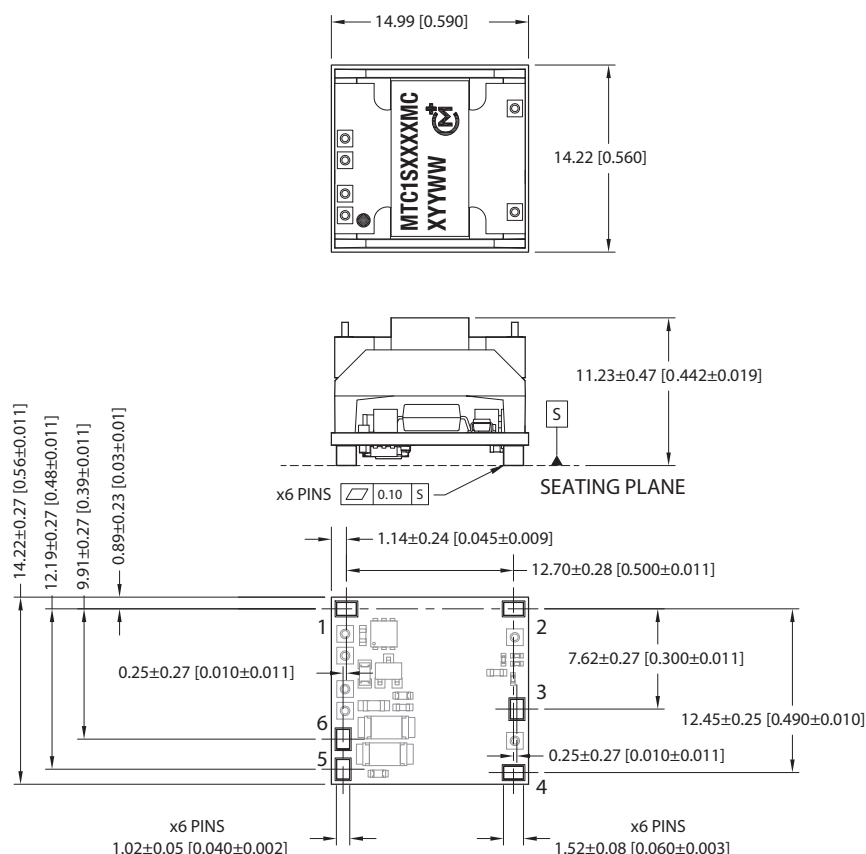 14.99 [0.590]
14.22 [0.560]
MTC1SXXXXMC
XYYWW
M+
11.23±0.47 [0.442±0.019]
S
x6 PINS
0.10 S
SEATING PLANE
14.22±0.27 [0.56±0.011]
12.19±0.27 [0.48±0.011]
9.91±0.27 [0.39±0.011]
0.89±0.23 [0.03±0.01]
1.14±0.24 [0.045±0.009]
12.70±0.28 [0.500±0.011]
1
2
0.25±0.27 [0.010±0.011]
7.62±0.27 [0.300±0.011]
3
6
12.45±0.25 [0.490±0.010]
5
0.25±0.27 [0.010±0.011]
4
x6 PINS
1.02±0.05 [0.040±0.002]
x6 PINS
1.52±0.08 [0.060±0.003]